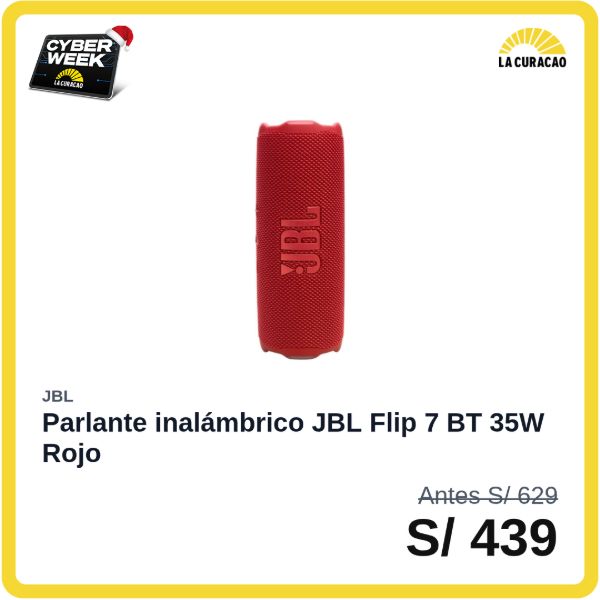 CYBER
WEEK
LA CURACAO
LA CURACAO
JBL
JBL
Parlante inalámbrico JBL Flip 7 BT 35W
Rojo
Antes S/ 629
S/ 439